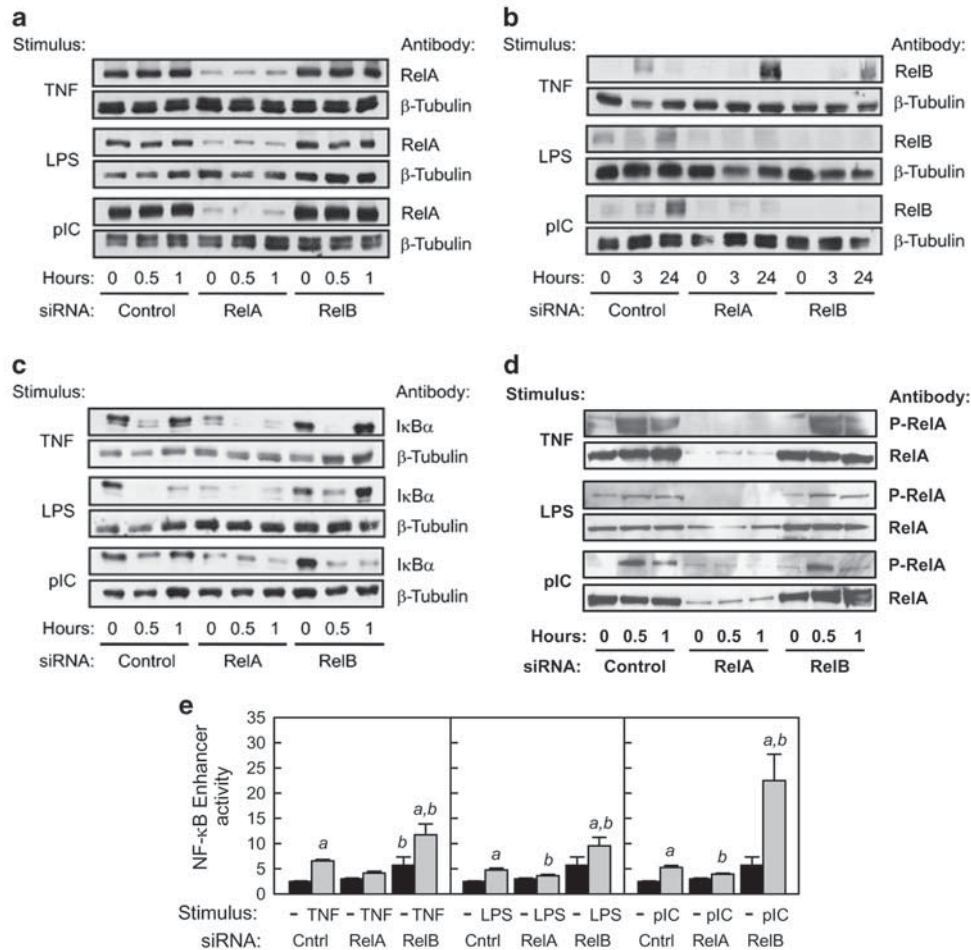 a
Stimulus: Antibody:
TNF
RelA
β-Tubulin
LPS
RelA
β-Tubulin
pIC
RelA
β-Tubulin
Hours: 0 0.5 1 0 0.5 1 0 0.5 1
siRNA: Control RelA RelB
b
Stimulus: Antibody:
TNF
RelB
β-Tubulin
LPS
RelB
β-Tubulin
pIC
RelB
β-Tubulin
Hours: 0 3 24 0 3 24 0 3 24
siRNA: Control RelA RelB
c
Stimulus: Antibody:
TNF
IκBα
β-Tubulin
LPS
IκBα
β-Tubulin
pIC
IκBα
β-Tubulin
Hours: 0 0.5 1 0 0.5 1 0 0.5 1
siRNA: Control RelA RelB
d
Stimulus: Antibody:
TNF
P-RelA
RelA
LPS
P-RelA
RelA
pIC
P-RelA
RelA
Hours: 0 0.5 1 0 0.5 1 0 0.5 1
siRNA: Control RelA RelB
e
NF-κB Enhancer
activity
35
30
25
20
15
10
5
0
a b a,b a b a,b a b a,b
Stimulus: – TNF – TNF – TNF – LPS – LPS – LPS – pIC – pIC – pIC
siRNA: Cntrl RelA RelB Cntrl RelA RelB Cntrl RelA RelB